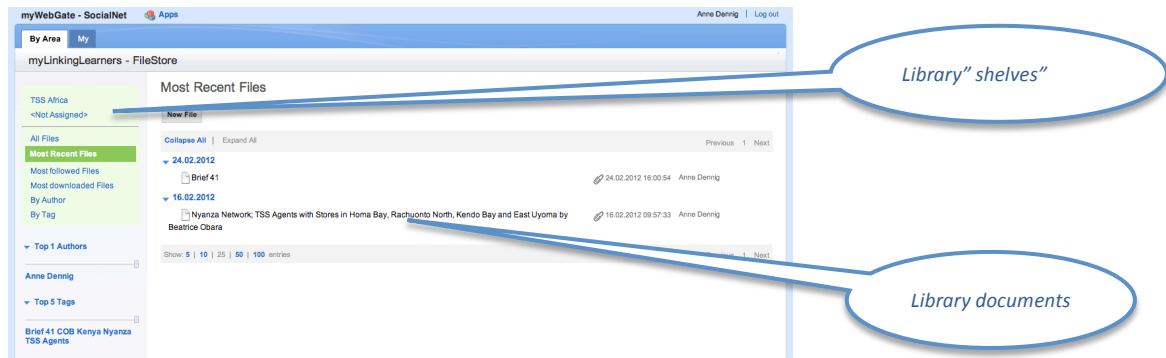 myWebGate - SocialNet Apps Anne Dennig | Log out
By Area My
myLinkingLearners - FileStore
Library" shelves”
TSS Africa
<Not Assigned>
All Files
Most Recent Files
Most followed Files
Most downloaded Files
By Author
By Tag
Top 1 Authors
Anne Dennig
Top 5 Tags
Brief 41 COB Kenya Nyanza
TSS Agents
Most Recent Files
New File
Collapse All | Expand All Previous 1 Next
24.02.2012
Brief 41 24.02.2012 16:00:54 Anne Dennig
16.02.2012
Nyanza Network; TSS Agents with Stores in Homa Bay, Rachuonto North, Kendo Bay and East Uyoma by 16.02.2012 09:57:33 Anne Dennig
Beatrice Obara
Show: 5 | 10 | 25 | 50 | 100 entries 1 Next
Library documents